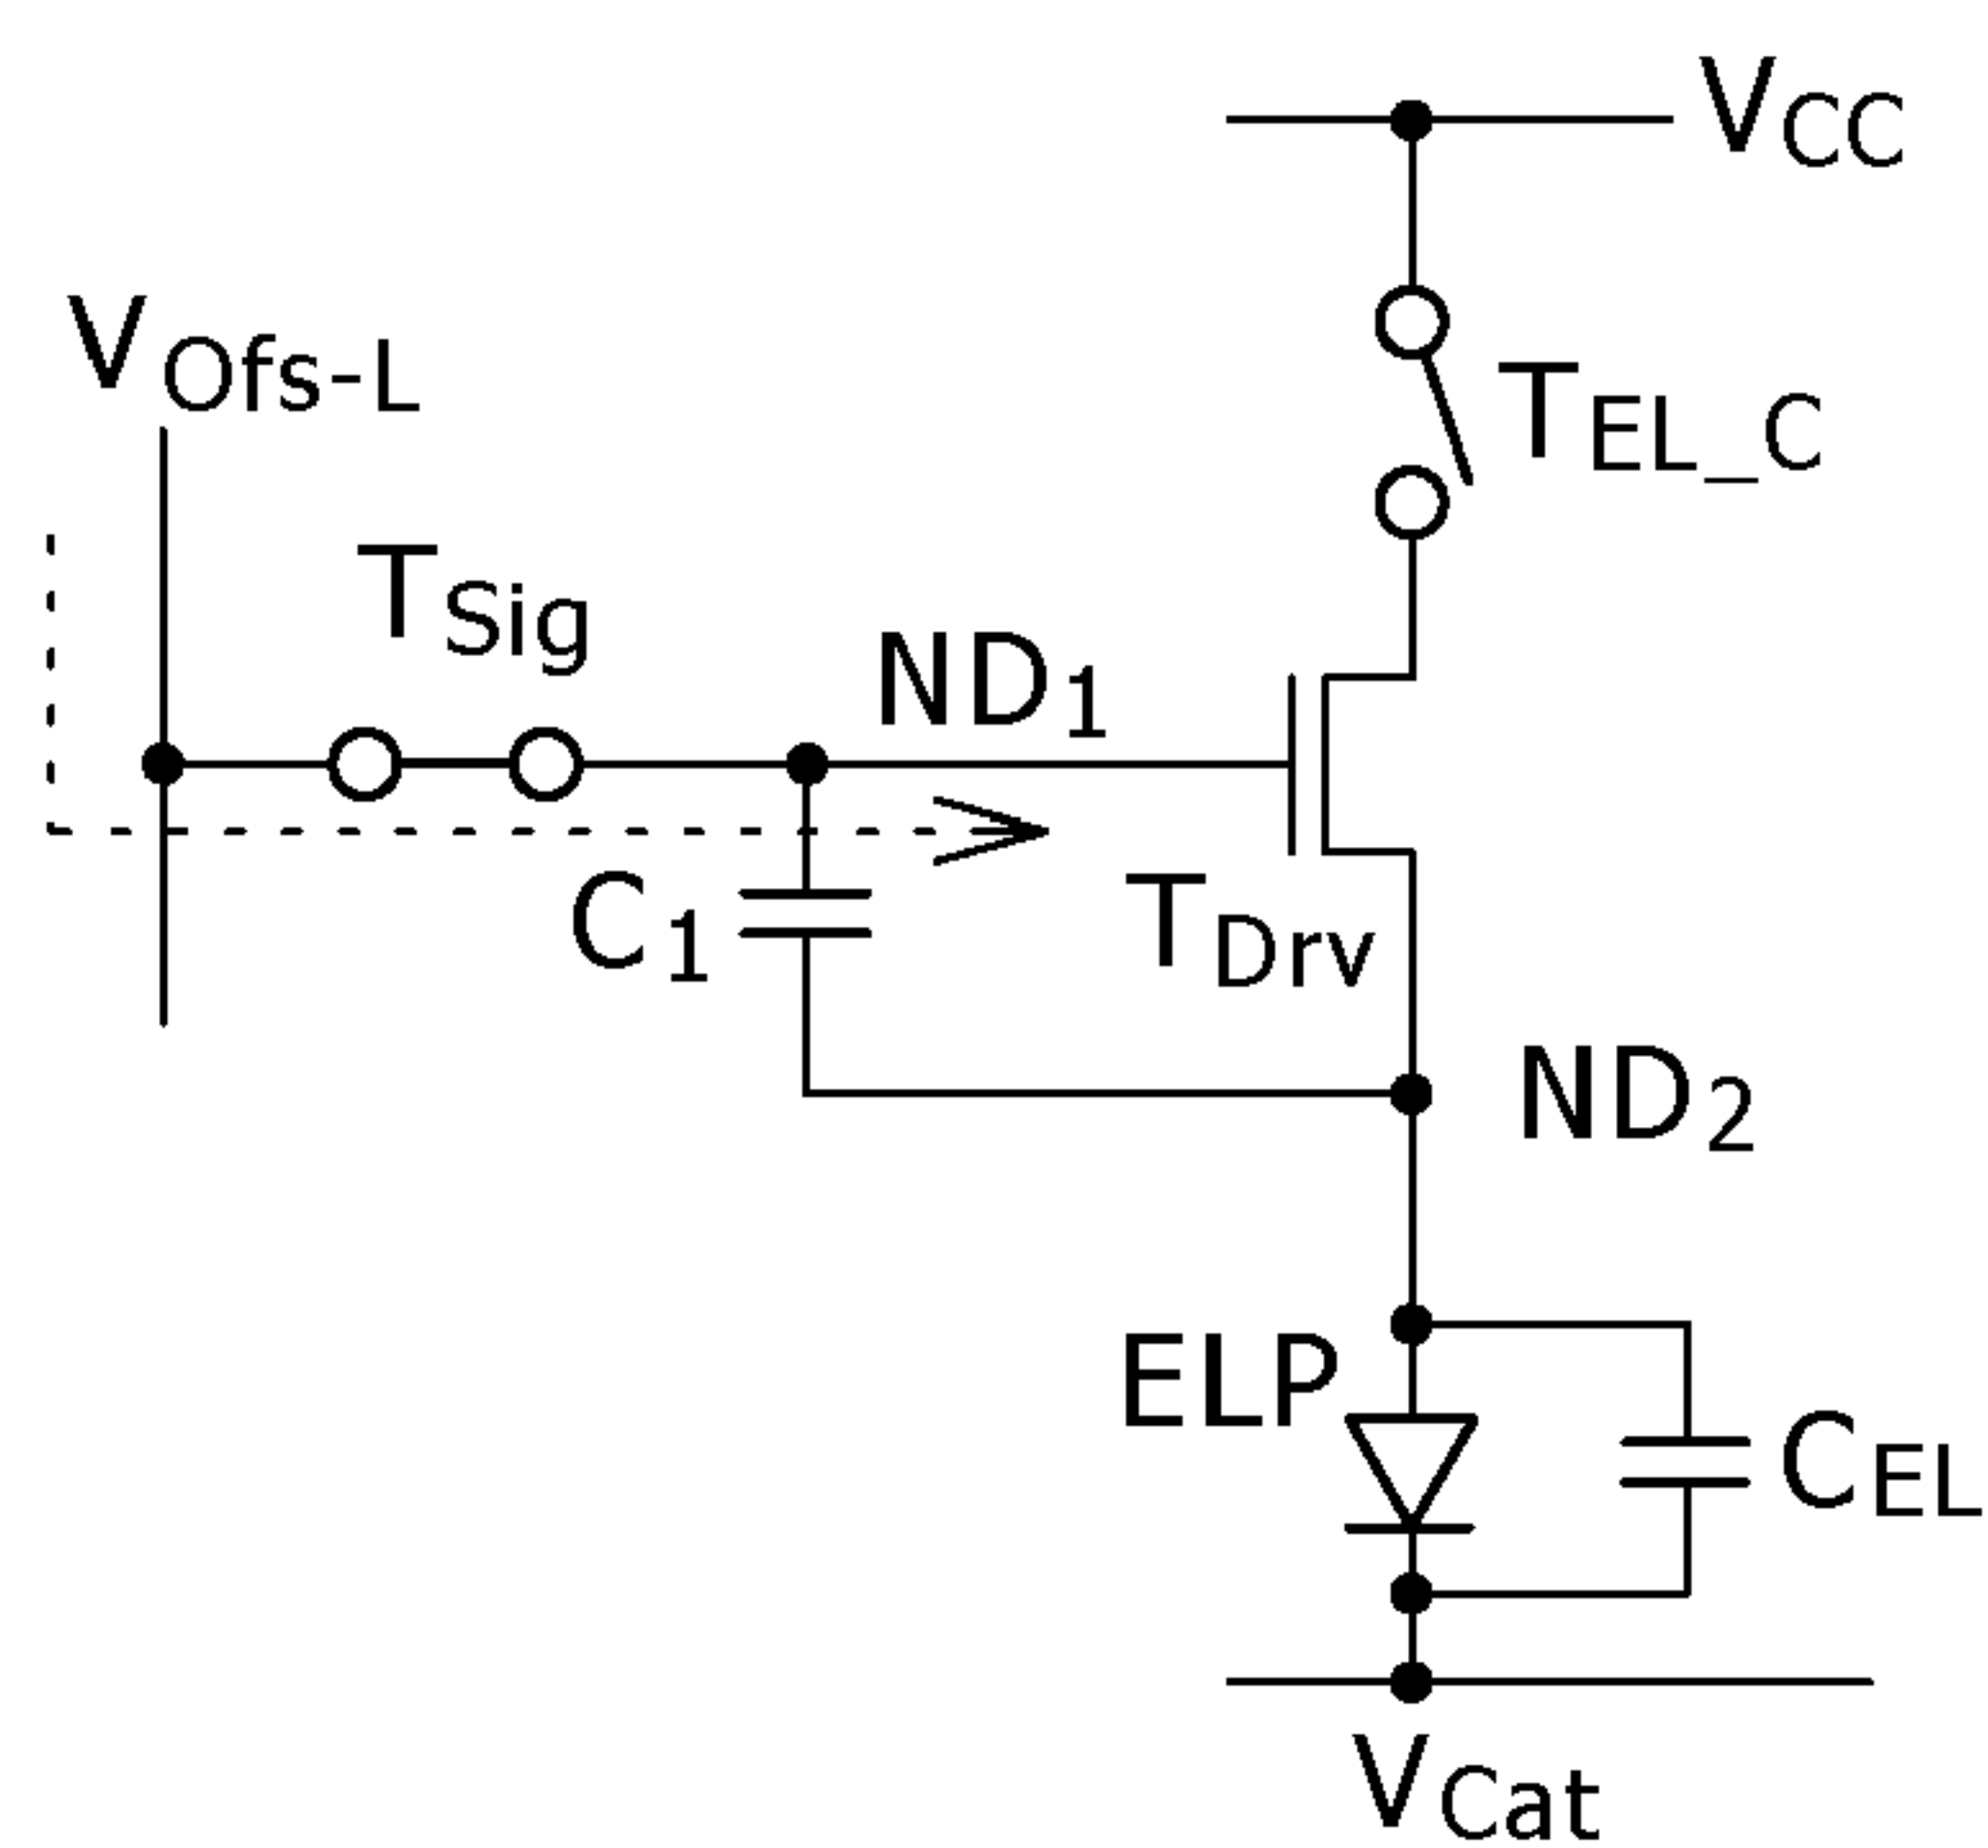 VCC
VOfs-L
TEL_C
TSig
ND1
C1
TDrv
ND2
ELP
CEL
VCat